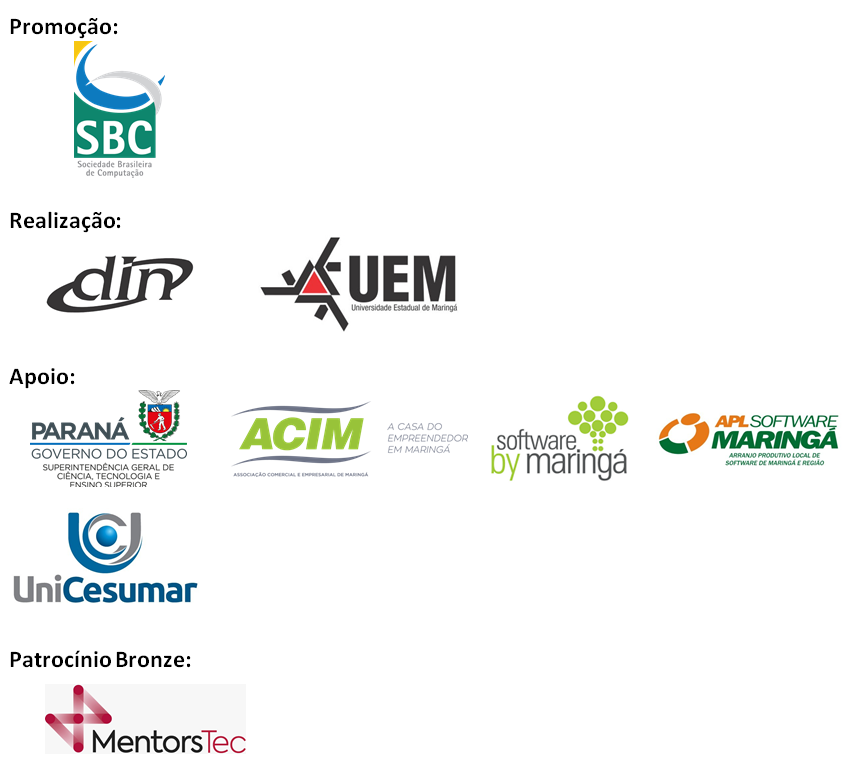 Promoção:
SBC
Sociedade Brasileira
de Computação
Realização:
din
UEM
Universidade Estadual de Maringá
Apoio:
PARANÁ
GOVERNO DO ESTADO
SUPERINTENDÊNCIA GERAL DE
CIÊNCIA, TECNOLOGIA E
ENSINO SUPERIOR
ACIM
ASSOCIAÇÃO COMERCIAL E EMPRESARIAL DE MARINGÁ
A CASA DO
EMPREENDEDOR
EM MARINGÁ
software
by maringá
APL SOFTWARE
MARINGÁ
ARRANJO PRODUTIVO LOCAL DE
SOFTWARE DE MARINGÁ E REGIÃO
UniCesumar
Patrocínio Bronze:
MentorsTec